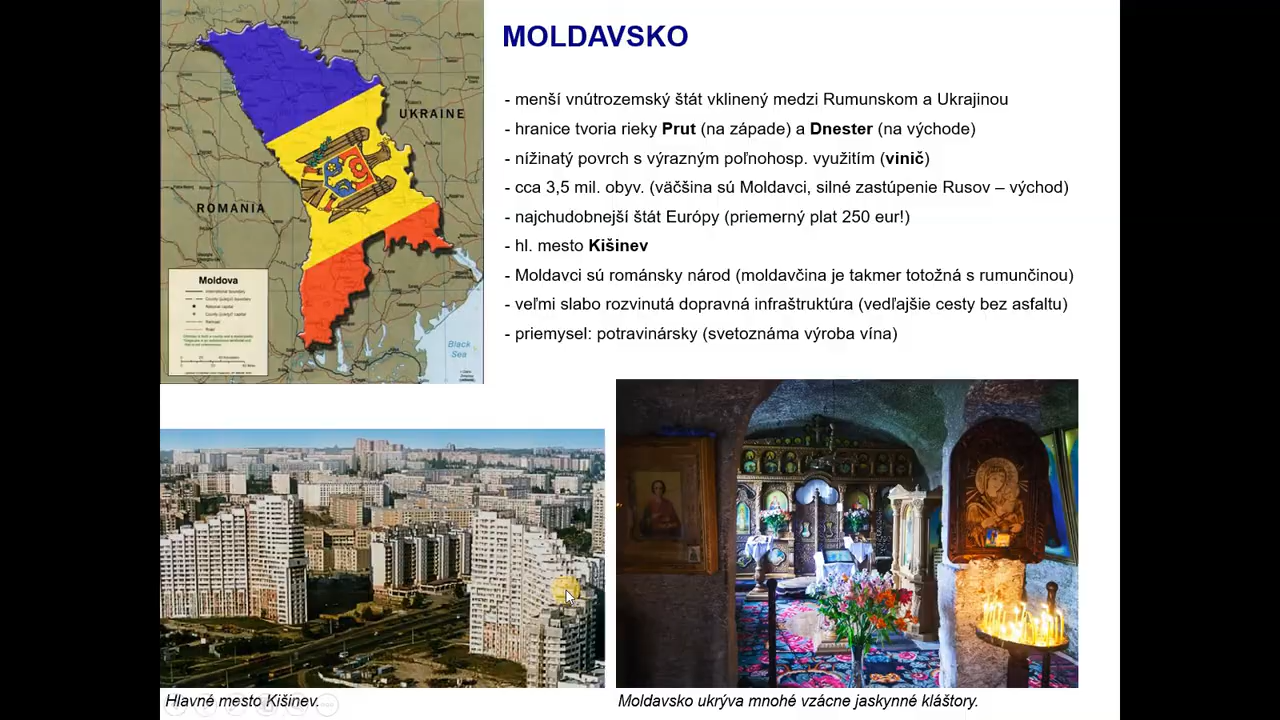 MOLDAVSKO
- menší vnútrozemský štát vklinený medzi Rumunskom a Ukrajinou
- hranice tvoria rieky Prut (na západe) a Dnester (na východe)
- nížinatý povrch s výrazným poľnohosp. využitím (vinič)
- cca 3,5 mil. obyv. (väčšina sú Moldavci, silné zastúpenie Rusov – východ)
- najchudobnejší štát Európy (priemerný plat 250 eur!)
- hl. mesto Kišinev
- Moldavci sú románsky národ (moldavčina je takmer totožná s rumunčinou)
- veľmi slabo rozvinutá dopravná infraštruktúra (vedľajšie cesty bez asfaltu)
- priemysel: potravinársky (svetoznáma výroba vína)
UKRAINE
ROMANIA
Moldova
Black
Sea
Hlavné mesto Kišinev.
Moldavsko ukrýva mnohé vzácne jaskynné kláštory.